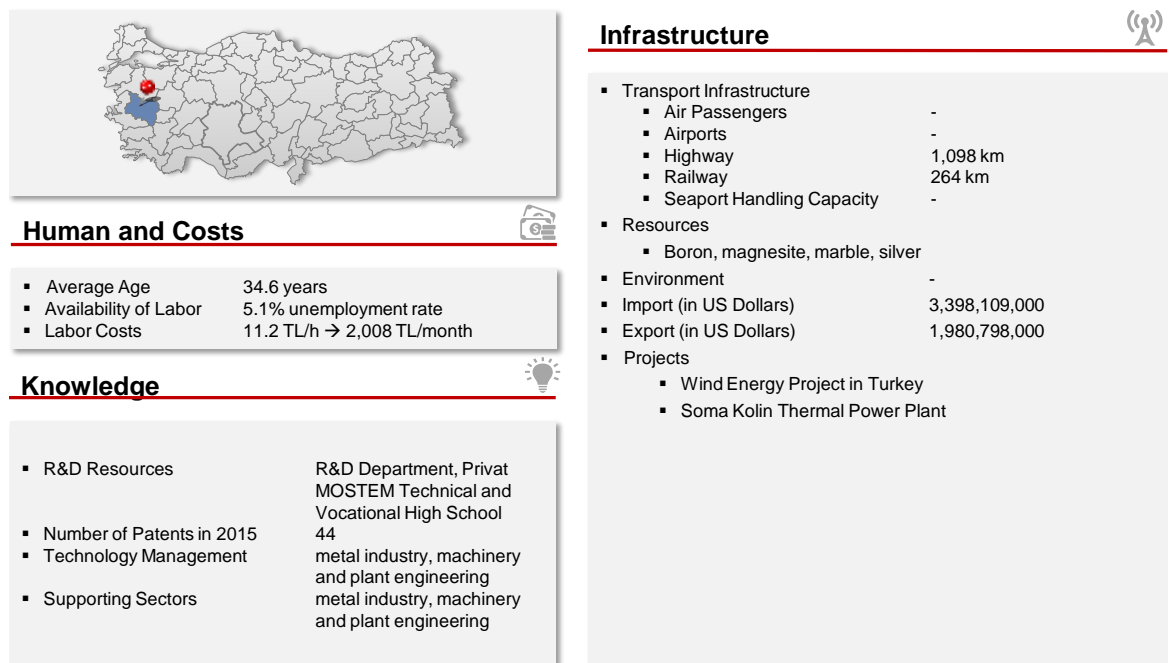 Human and Costs
▪ Average Age 34.6 years
▪ Availability of Labor 5.1% unemployment rate
▪ Labor Costs 11.2 TL/h → 2,008 TL/month
Knowledge
▪ R&D Resources R&D Department, Privat
MOSTEM Technical and
Vocational High School
▪ Number of Patents in 2015 44
▪ Technology Management metal industry, machinery
and plant engineering
▪ Supporting Sectors metal industry, machinery
and plant engineering
Infrastructure
▪ Transport Infrastructure
▪ Air Passengers -
▪ Airports -
▪ Highway 1,098 km
▪ Railway 264 km
▪ Seaport Handling Capacity -
▪ Resources
▪ Boron, magnesite, marble, silver
▪ Environment -
▪ Import (in US Dollars) 3,398,109,000
▪ Export (in US Dollars) 1,980,798,000
▪ Projects
▪ Wind Energy Project in Turkey
▪ Soma Kolin Thermal Power Plant